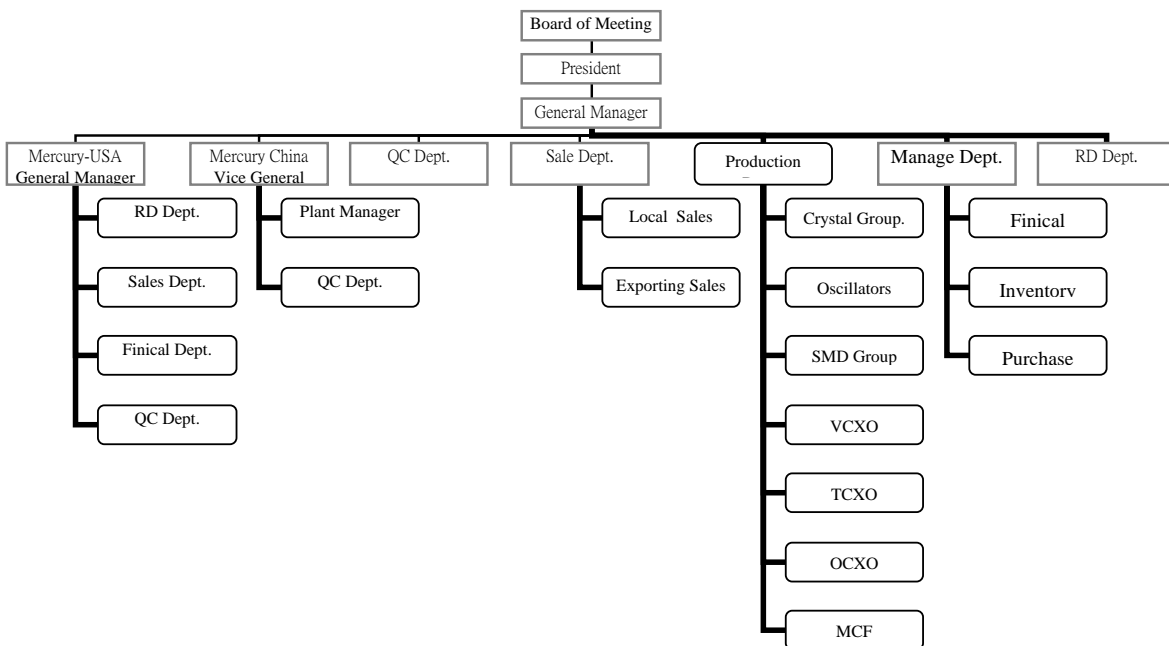 Board of Meeting
President
General Manager
Mercury-USA
General Manager
Mercury China
Vice General
QC Dept.
Sale Dept.
Production
Manage Dept.
RD Dept.
RD Dept.
Sales Dept.
Finical Dept.
QC Dept.
Plant Manager
QC Dept.
Local Sales
Exporting Sales
Crystal Group.
Oscillators
SMD Group
VCXO
TCXO
OCXO
MCF
Finical
Inventory
Purchase